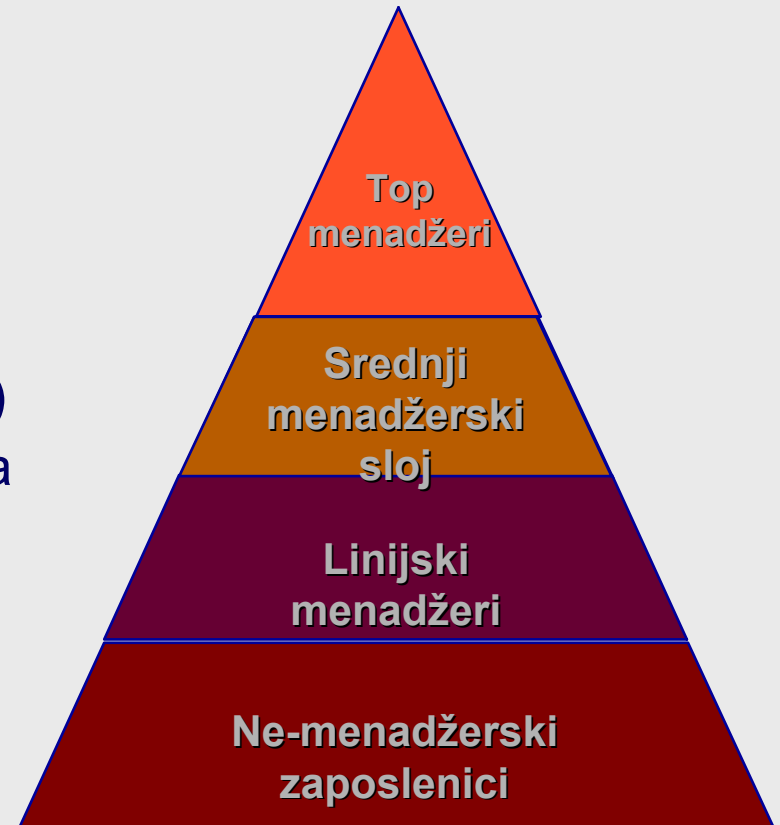 Top
menadžeri
Srednji
menadžerski
)
a
sloj
Linijski
menadžeri
Ne-menadžerski
zaposlenici